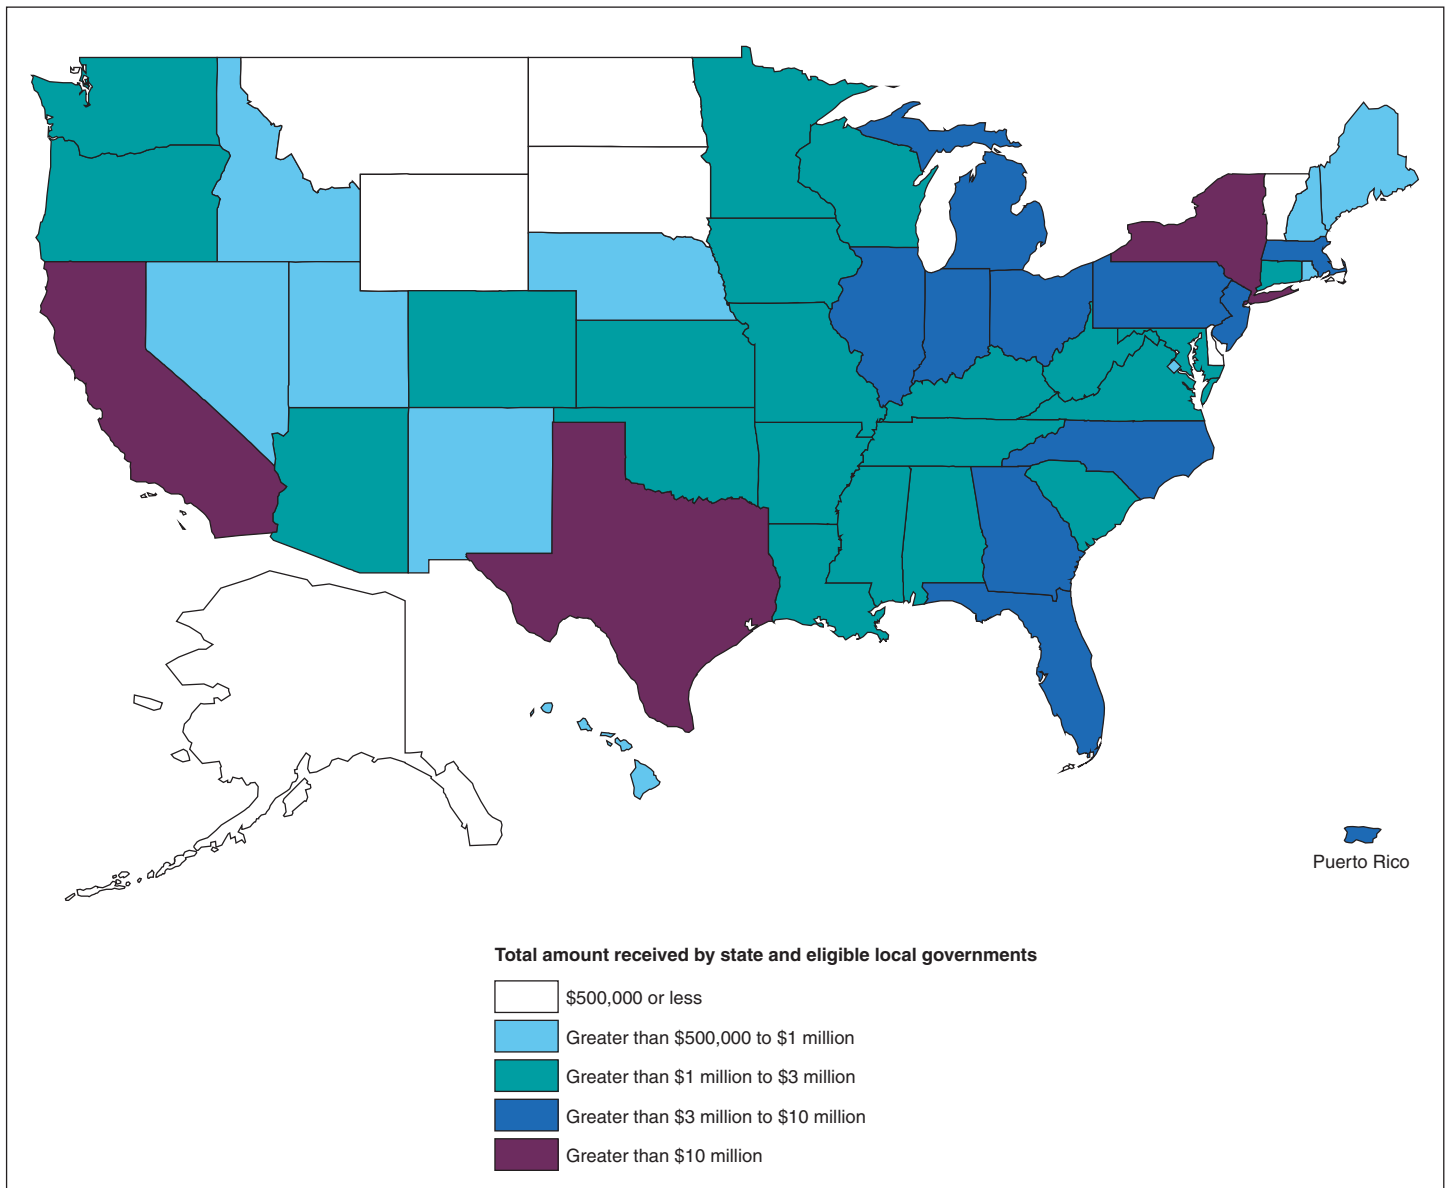 Puerto Rico
Total amount received by state and eligible local governments
$500,000 or less
Greater than $500,000 to $1 million
Greater than $1 million to $3 million
Greater than $3 million to $10 million
Greater than $10 million